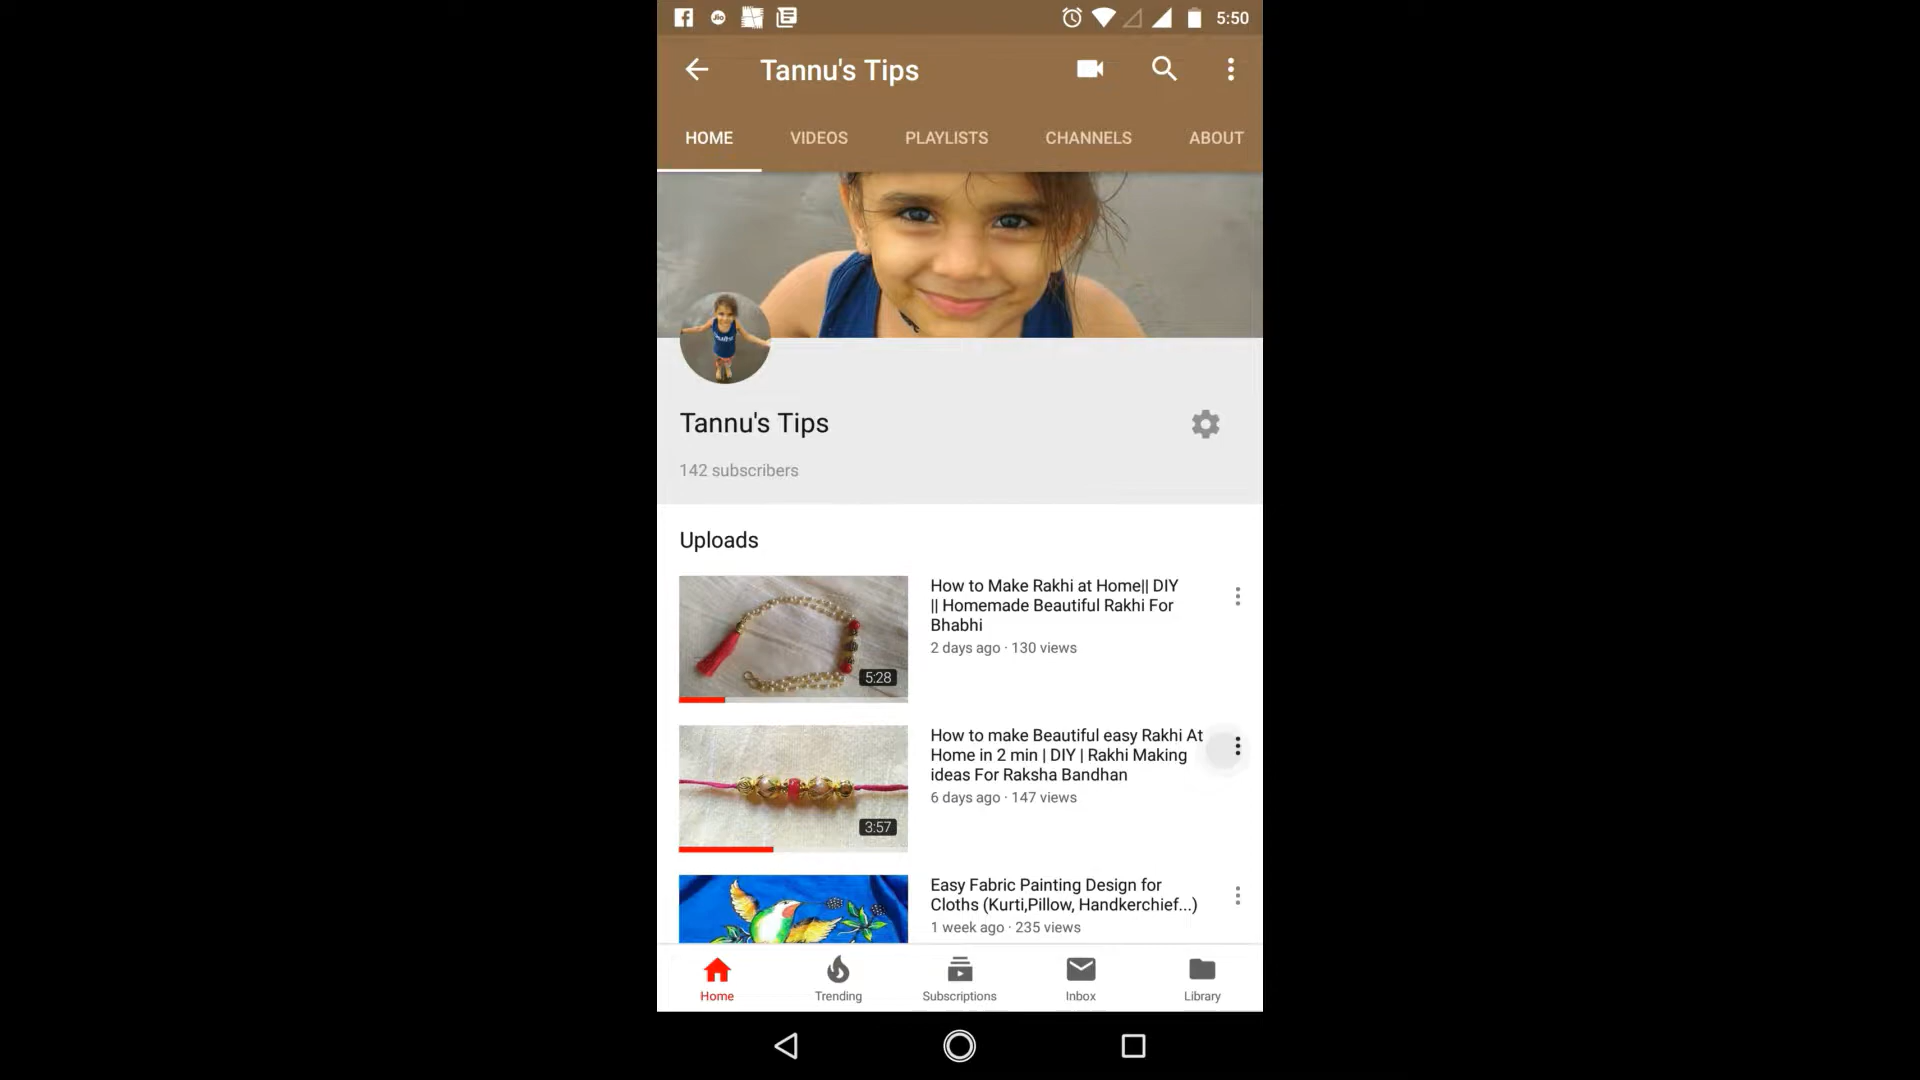 5:50
Tannu's Tips
HOME VIDEOS PLAYLISTS CHANNELS ABOUT
Tannu's Tips
142 subscribers
Uploads
How to Make Rakhi at Home|| DIY
|| Homemade Beautiful Rakhi For
Bhabhi
2 days ago · 130 views
5:28
How to make Beautiful easy Rakhi At
Home in 2 min | DIY | Rakhi Making
ideas For Raksha Bandhan
6 days ago · 147 views
3:57
Easy Fabric Painting Design for
Cloths (Kurti,Pillow, Handkerchief...)
1 week ago · 235 views
Home Trending Subscriptions Inbox Library